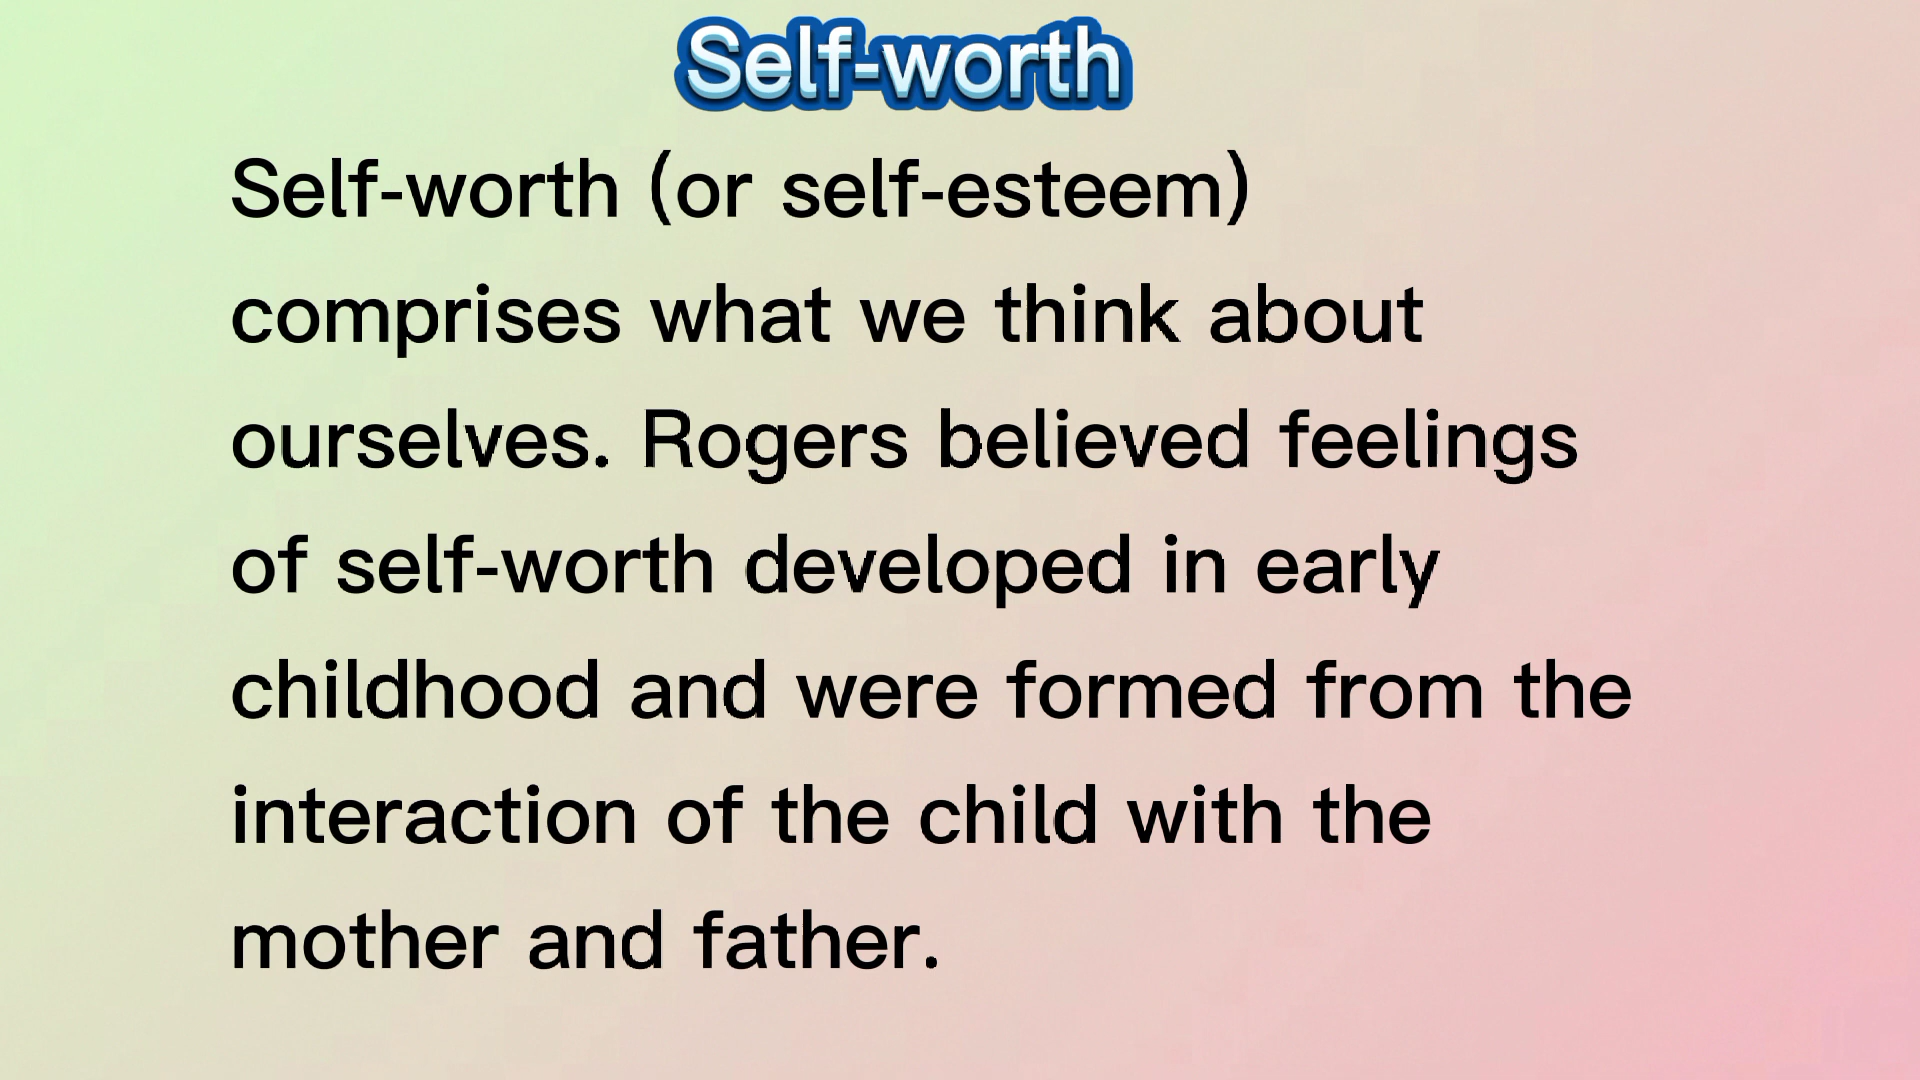 Self-worth
Self-worth (or self-esteem)
comprises what we think about
ourselves. Rogers believed feelings
of self-worth developed in early
childhood and were formed from the
interaction of the child with the
mother and father.